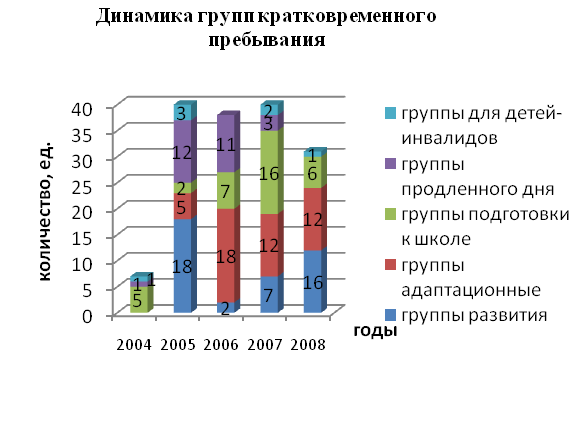 Динамика групп кратковременного
пребывания
количество, ед.
40
35
30
25
20
15
10
5
0
5
1
1
18
5
2
12
3
2
18
7
11
7
12
16
3
2
16
12
6
1
2004 2005 2006 2007 2008
годы
группы для детей-
инвалидов
группы
продленного дня
группы подготовки
к школе
группы
адаптационные
группы развития